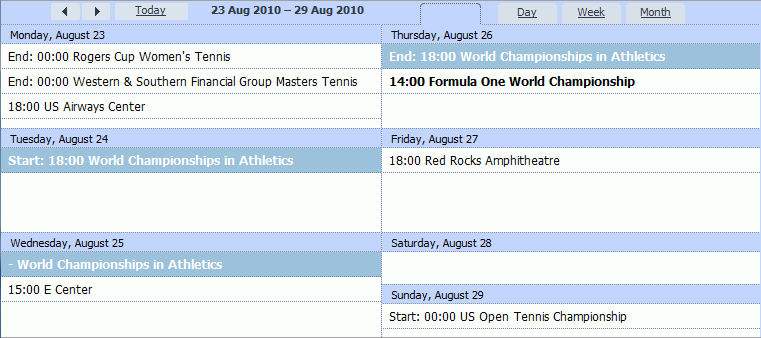 Today 23 Aug 2010 – 29 Aug 2010 Day Week Month
Monday, August 23
End: 00:00 Rogers Cup Women's Tennis
End: 00:00 Western & Southern Financial Group Masters Tennis
18:00 US Airways Center
Tuesday, August 24
Start: 18:00 World Championships in Athletics
Wednesday, August 25
- World Championships in Athletics
15:00 E Center
Thursday, August 26
End: 18:00 World Championships in Athletics
14:00 Formula One World Championship
Friday, August 27
18:00 Red Rocks Amphitheatre
Saturday, August 28
Sunday, August 29
Start: 00:00 US Open Tennis Championship